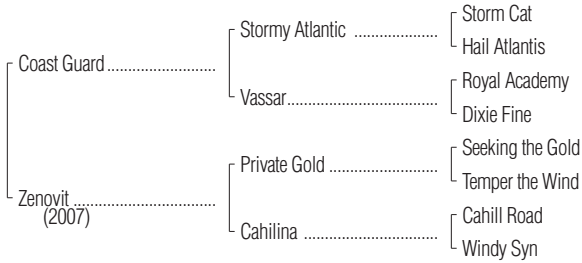 Storm Cat
Stormy Atlantic ..................
Hail Atlantis
Coast Guard ........................
Royal Academy
Vassar.................................
Dixie Fine
Seeking the Gold
Private Gold ........................
Temper the Wind
Zenovit ...............................
(2007)
Cahill Road
Cahilina .............................
Windy Syn